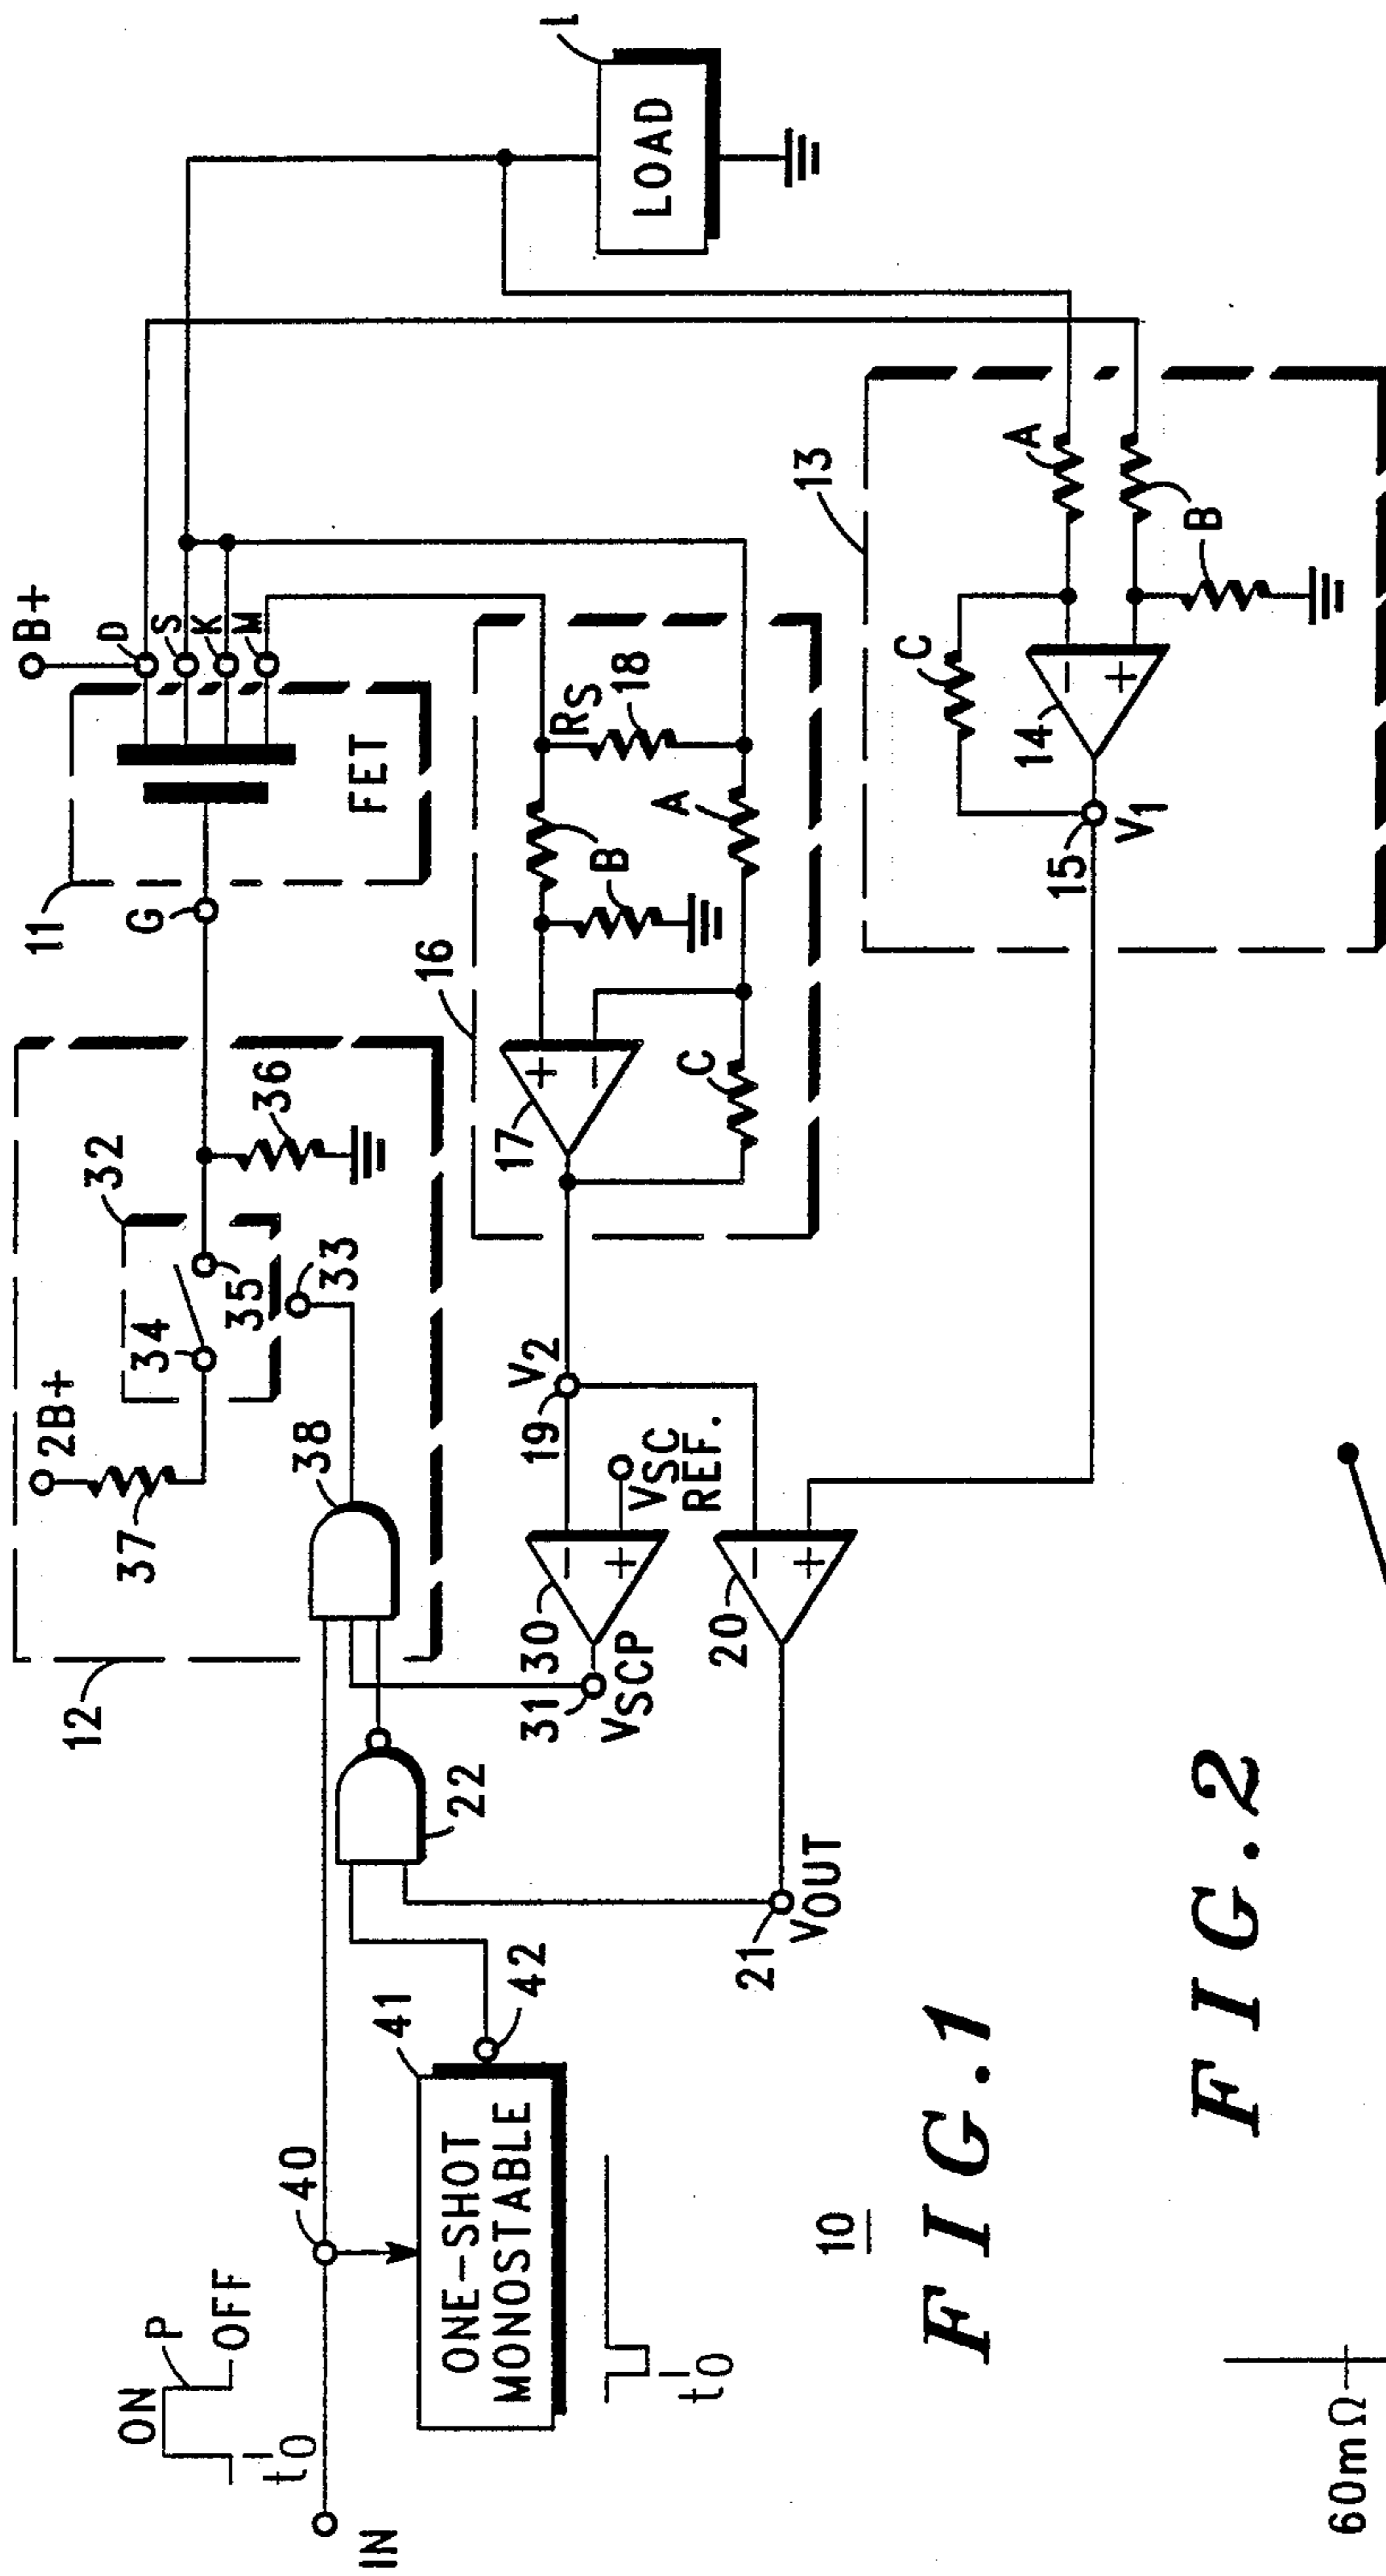 B+
D
S
K
M
11
G
FET
1
LOAD
2B+
37
32
34
35
33
36
38
12
16
17
B
RS
18
A
C
13
A
B
C
14
15
V1
V2
19
VSC
REF.
30
31
VSCP
20
22
21
VOUT
ON
P
OFF
t0
IN
40
41
42
ONE-SHOT
MONOSTABLE
t0
10
FIG.1
FIG.2
60mΩ